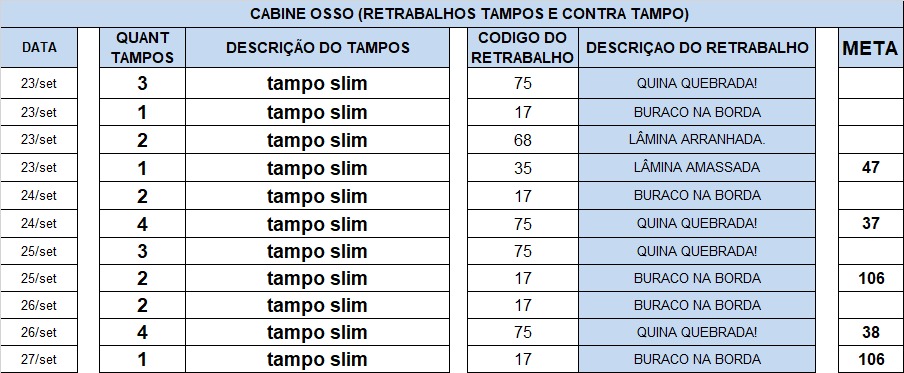 CABINE OSSO (RETRABALHOS TAMPOS E CONTRA TAMPO)
DATA QUANT TAMPOS DESCRIÇÃO DO TAMPOS CODIGO DO RETRABALHO DESCRIÇAO DO RETRABALHO META
23/set 3 tampo slim 75 QUINA QUEBRADA!
23/set 1 tampo slim 17 BURACO NA BORDA
23/set 2 tampo slim 68 LÂMINA ARRANHADA.
23/set 1 tampo slim 35 LÂMINA AMASSADA 47
24/set 2 tampo slim 17 BURACO NA BORDA
24/set 4 tampo slim 75 QUINA QUEBRADA! 37
25/set 3 tampo slim 75 QUINA QUEBRADA!
25/set 2 tampo slim 17 BURACO NA BORDA 106
26/set 2 tampo slim 17 BURACO NA BORDA
26/set 4 tampo slim 75 QUINA QUEBRADA! 38
27/set 1 tampo slim 17 BURACO NA BORDA 106